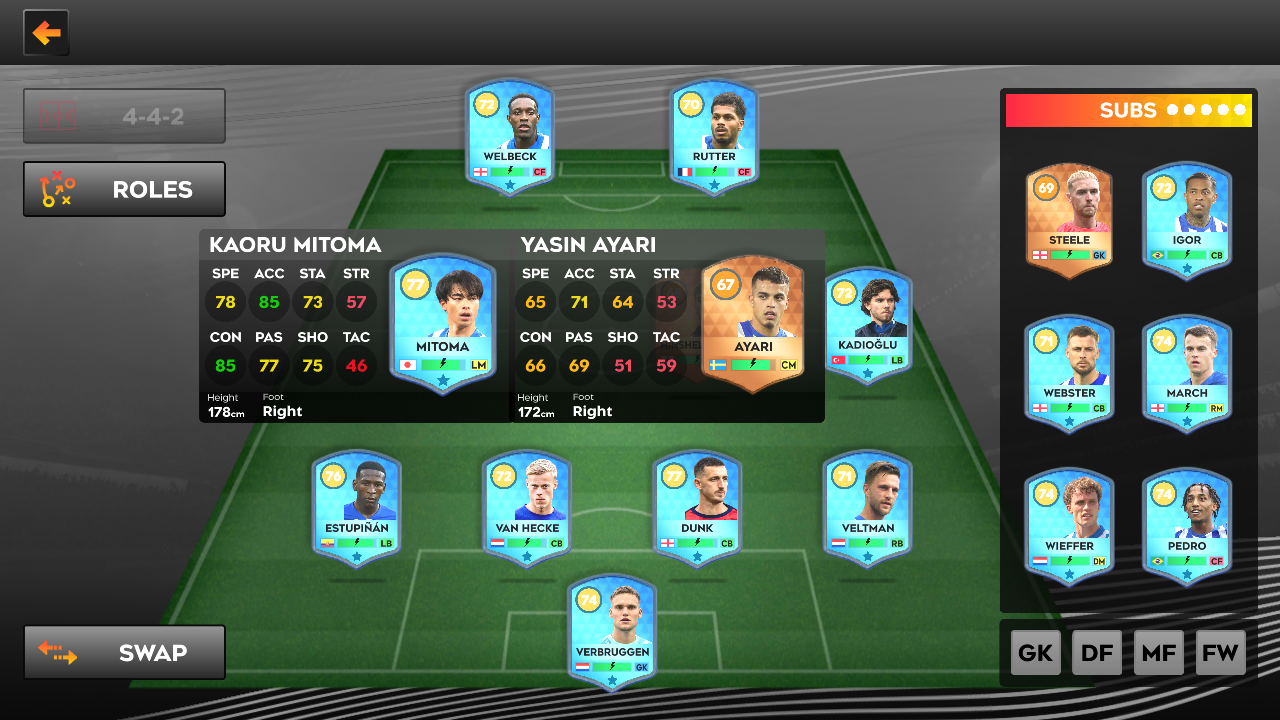 4-4-2
ROLES
72
WELBECK
CF
70
RUTTER
CF
KAORU MITOMA
SPE ACC STA STR
78 85 73 57
CON PAS SHO TAC
85 77 75 46
Height Foot
178cm Right
77
MITOMA
LM
YASIN AYARI
SPE ACC STA STR
65 71 64 53
CON PAS SHO TAC
66 69 51 59
Height Foot
172cm Right
67
AYARI
CM
72
KADIOĞLU
LB
76
ESTUPIÑÁN
LB
72
VAN HECKE
CB
77
DUNK
CB
71
VELTMAN
RB
74
VERBRUGGEN
GK
SWAP
SUBS
69
STEELE
GK
72
IGOR
CB
71
WEBSTER
CB
74
MARCH
RM
74
WIEFFER
DM
74
PEDRO
CF
GK DF MF FW